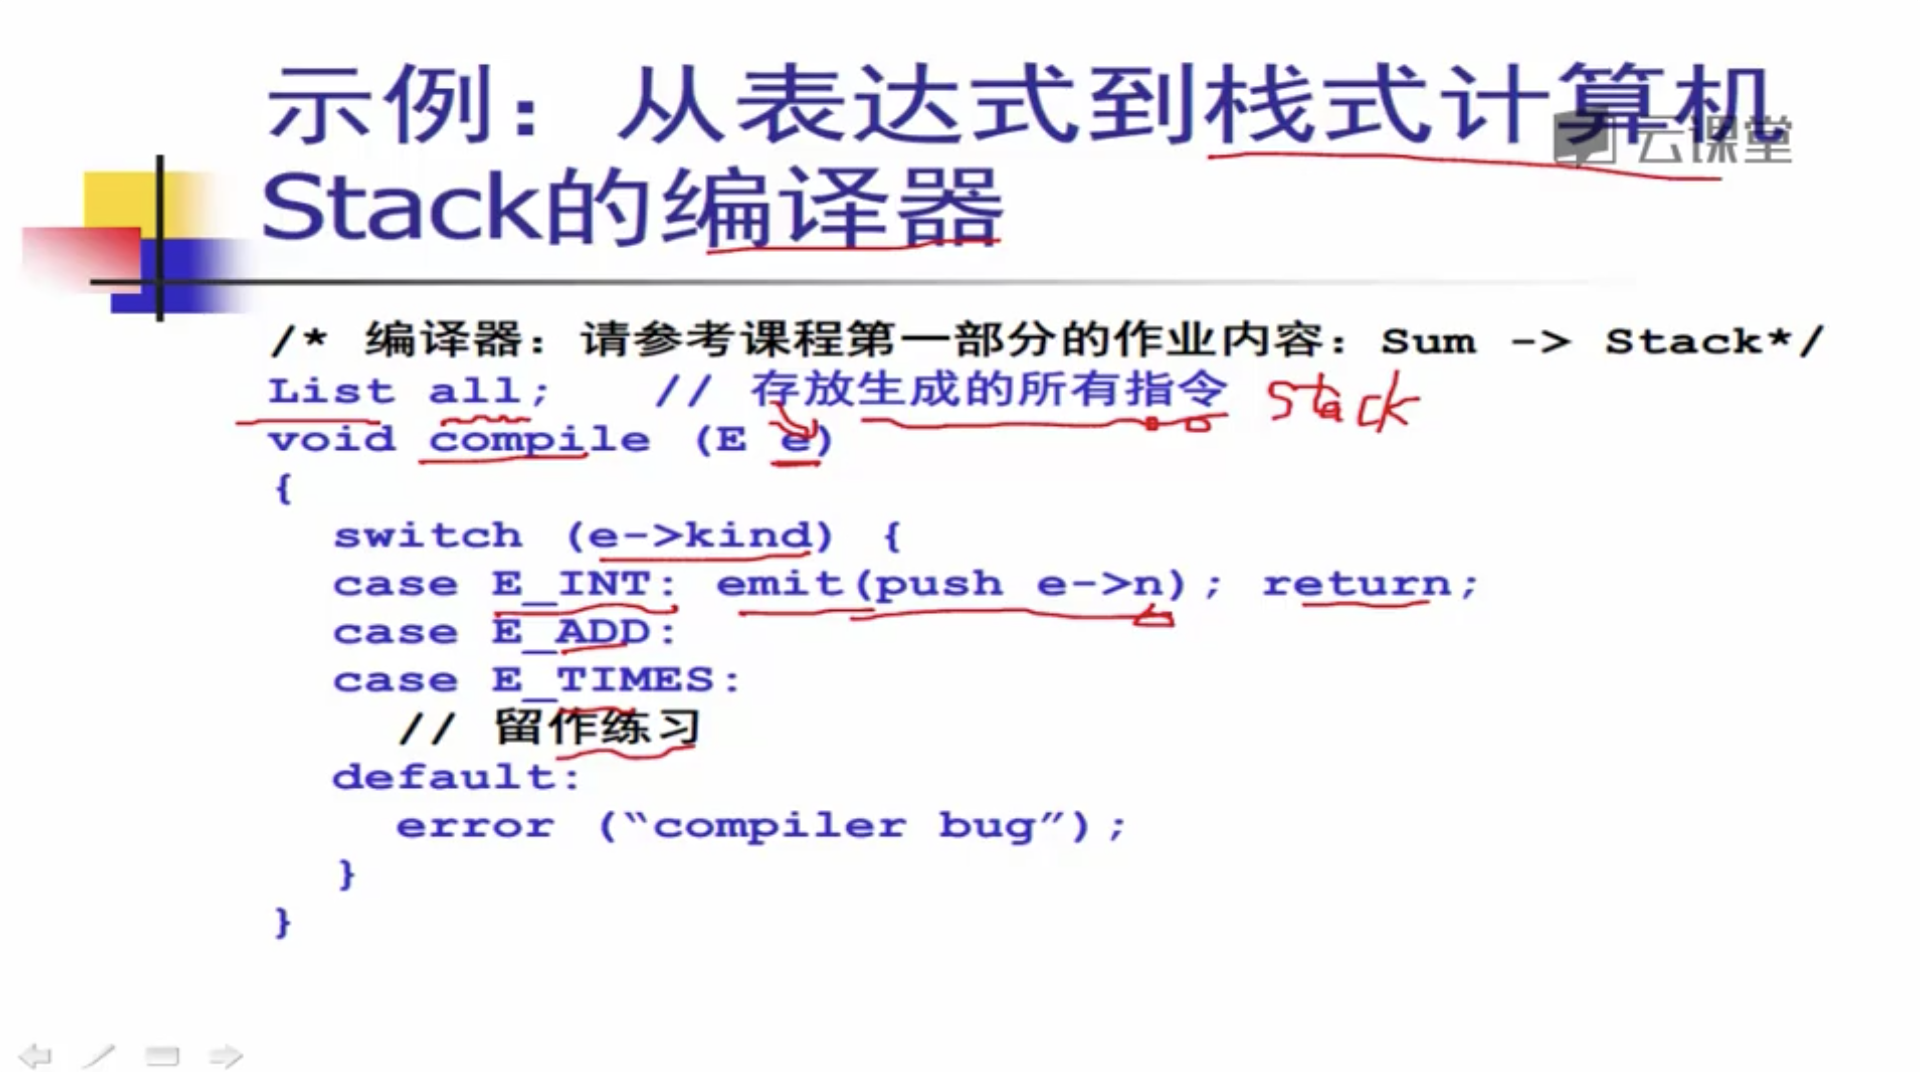 示例：从表达式到栈式计算机
云课堂
Stack的编译器
/* 编译器：请参考课程第一部分的作业内容：Sum -> Stack*/
List all;   // 存放生成的所有指令 Stack
void compile (E e)
{
switch (e->kind) {
case E_INT: emit(push e->n); return;
case E_ADD:
case E_TIMES:
// 留作练习
default:
error (“compiler bug”);
}
}